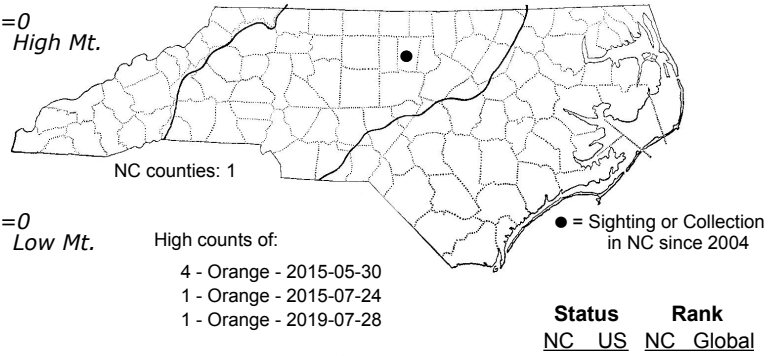 =0
High Mt.
NC counties: 1
=0
Low Mt.
High counts of:
4 - Orange - 2015-05-30
1 - Orange - 2015-07-24
1 - Orange - 2019-07-28
● = Sighting or Collection
in NC since 2004
Status Rank
NC US NC Global